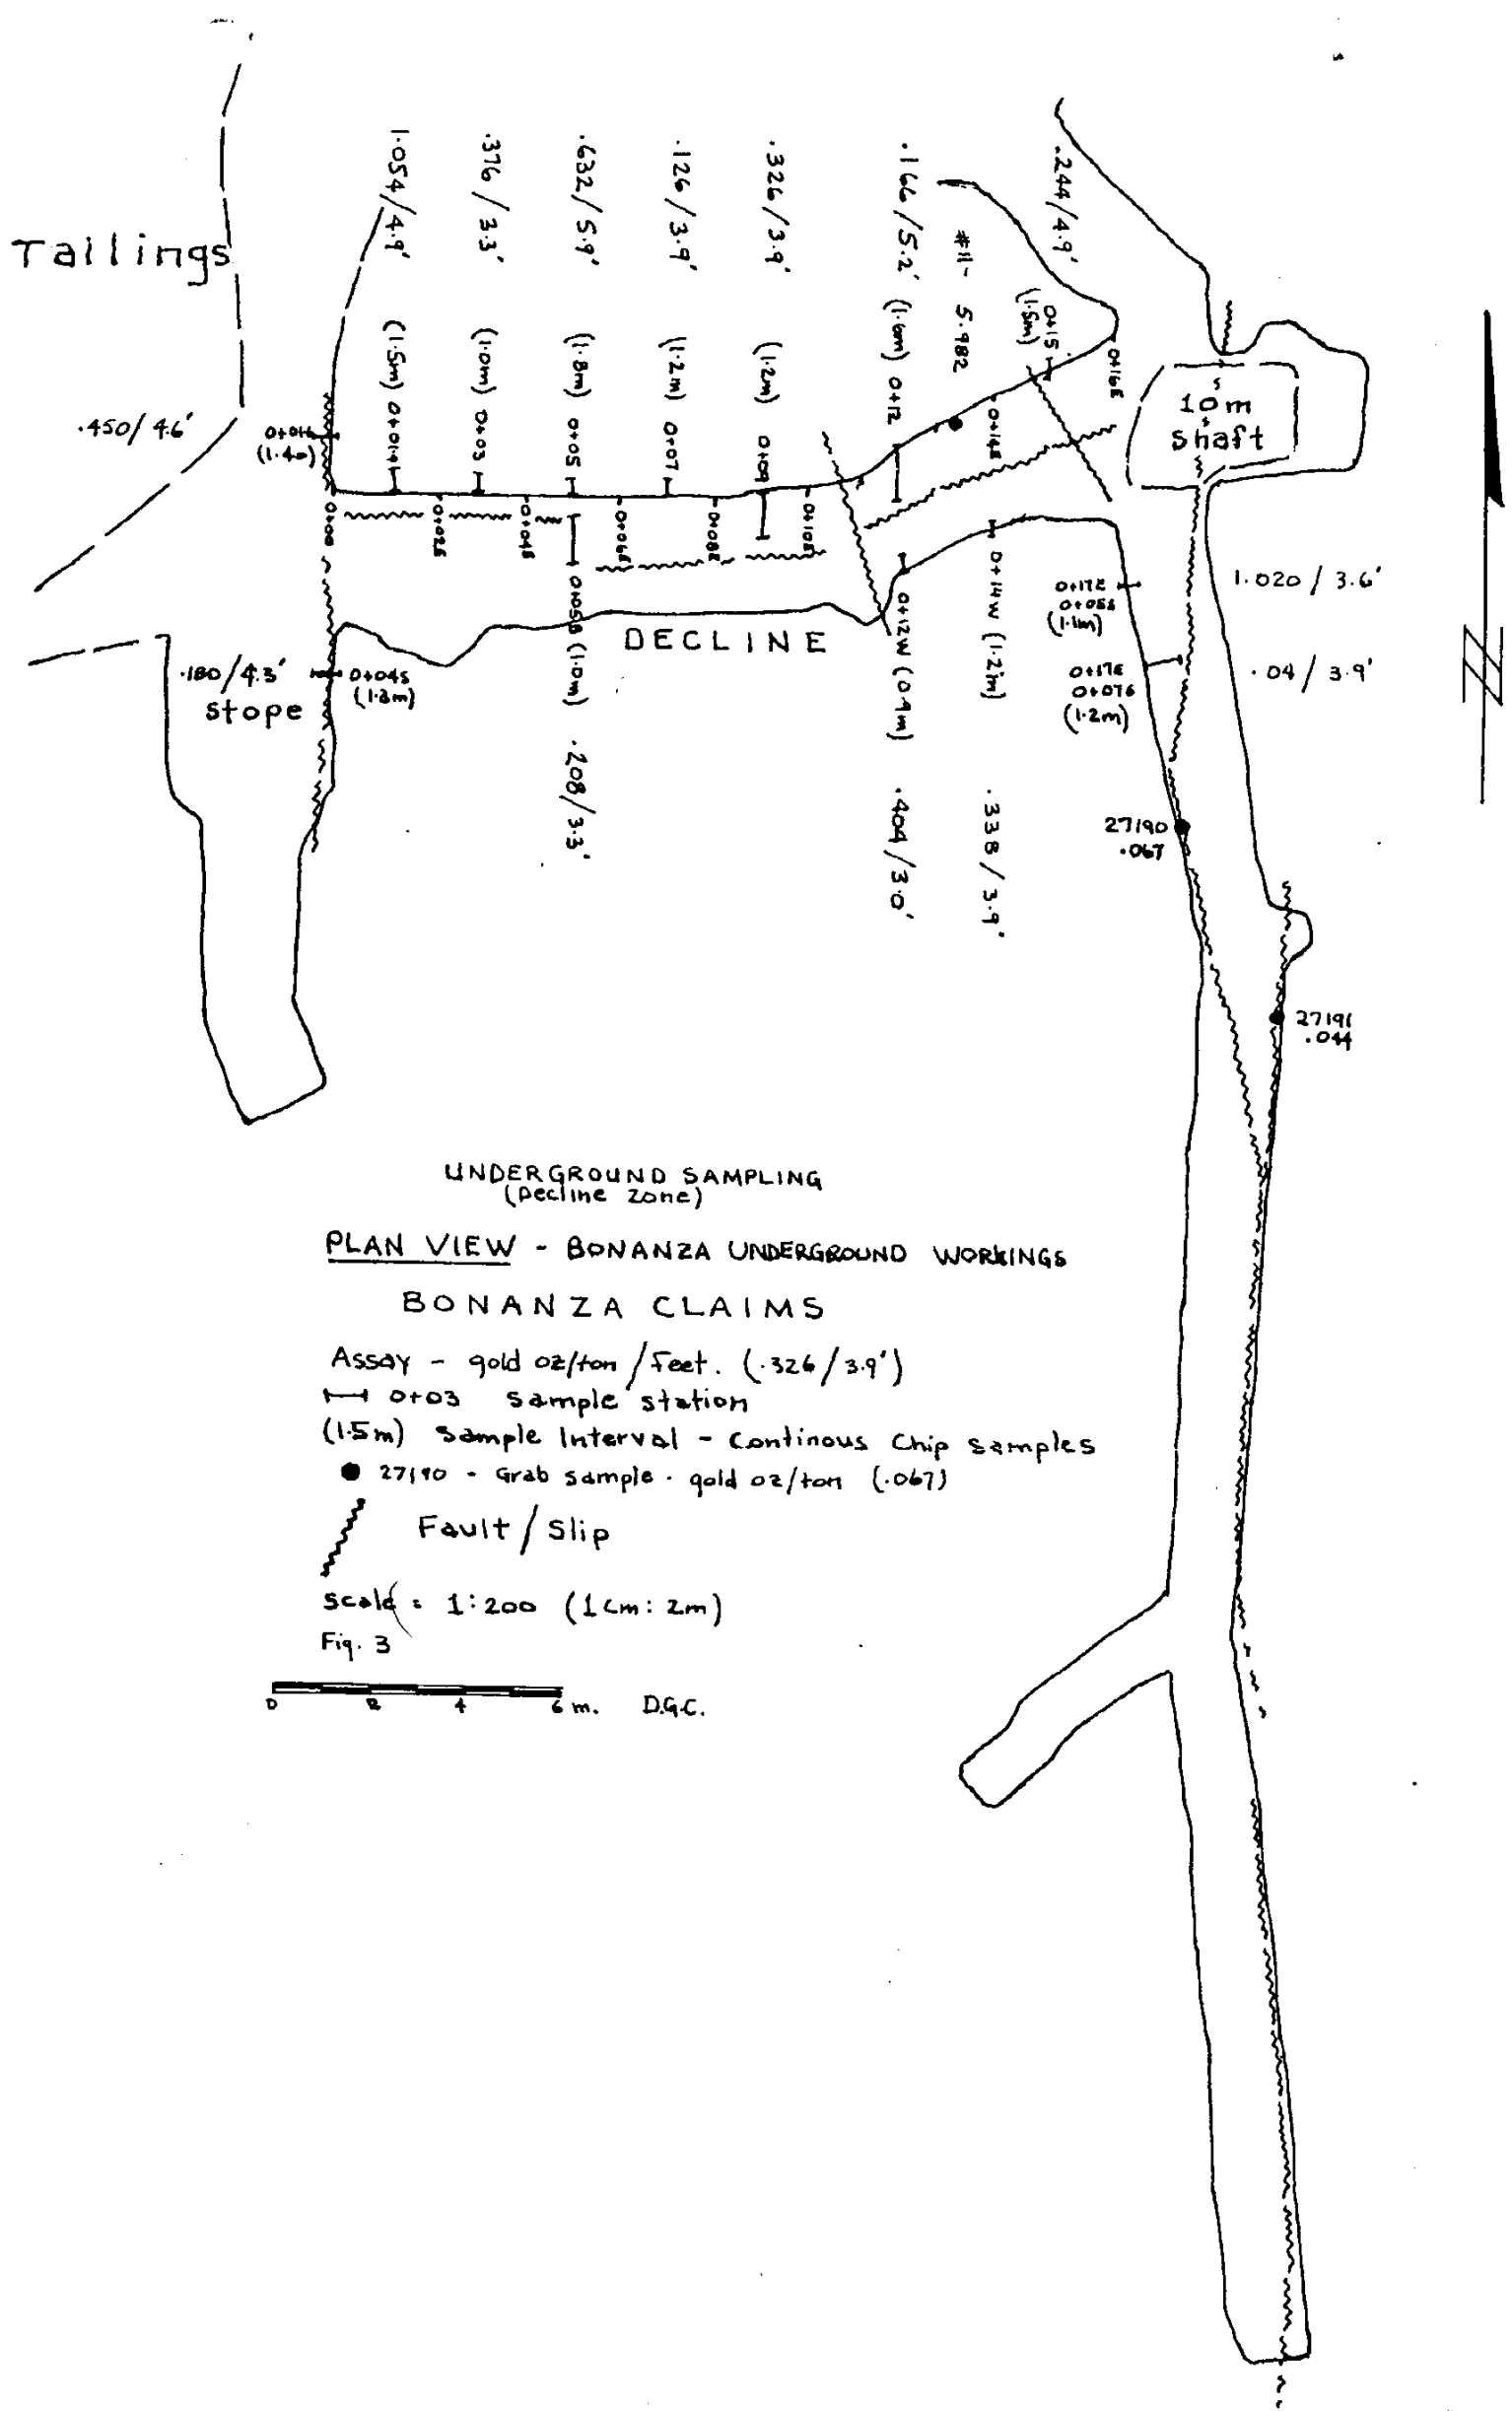 Tailings
1.054/4.9' (1.5m) 0+01+
.376/3.3' (1.0m) 0+03
.632/5.9' (1.8m) 0+05
.126/3.9' (1.2m) 0+07
.326/3.9' (1.2m) 0+09
.166/5.2' (1.6m) 0+12
#11- 5.982
.244/4.9'
0+15
(1.5m)
0+14E
0+16E
10m
shaft
.450/4.6'
(1.4m)
0+00
0+02E
0+04E
0+06E
0+08E
0+10E
0+05B (1.0m) .208/3.3'
0+12W (0.9m) .404/3.0'
0+14W (1.2m) .338/3.9'
DECLINE
.180/4.3'
0+04S
(1.3m)
Stope
0+17E
0+05S
(1.1m)
1.020/3.6'
0+17E
0+07S
(1.2m)
.04/3.9'
27190
.067
27191
.044
UNDERGROUND SAMPLING
(Decline Zone)
PLAN VIEW - BONANZA UNDERGROUND WORKINGS
BONANZA CLAIMS
Assay - gold oz/ton/feet. (.326/3.9')
0+03 sample station
(1.5m) Sample Interval - Continous Chip samples
27190 - Grab sample - gold oz/ton (.067)
Fault/Slip
Scale = 1:200 (1cm: 2m)
Fig. 3
0 2 4 6 m. D.G.C.